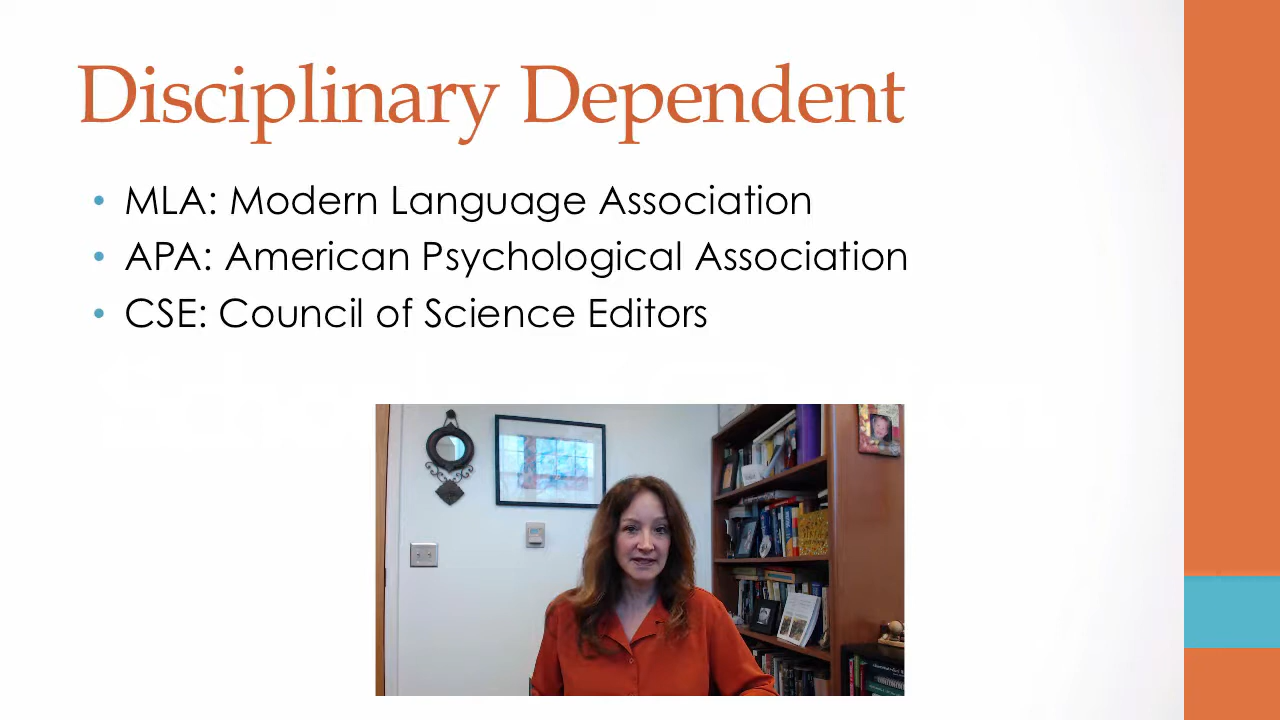 Disciplinary Dependent
• MLA: Modern Language Association
• APA: American Psychological Association
• CSE: Council of Science Editors